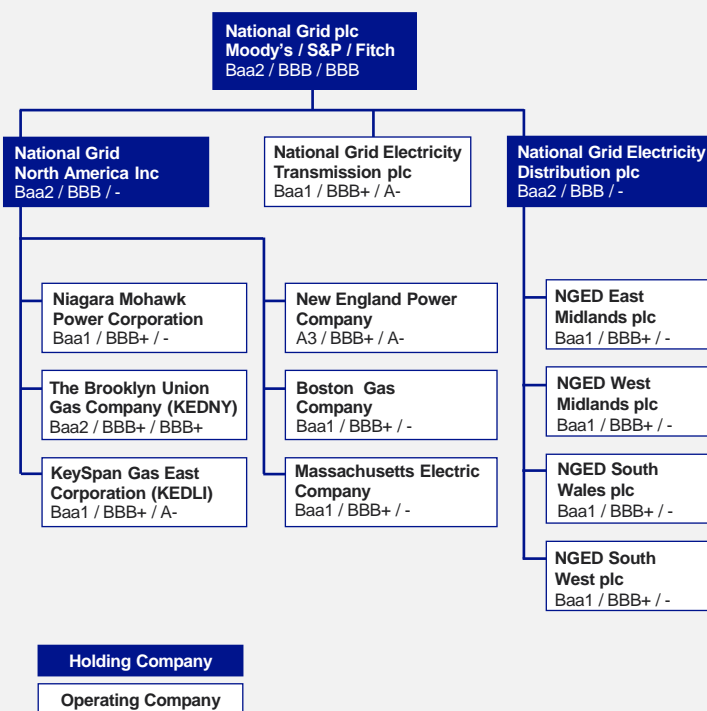 National Grid plc
Moody's / S&P / Fitch
Baa2 / BBB / BBB
National Grid
North America Inc
Baa2 / BBB / -
National Grid Electricity
Transmission plc
Baa1 / BBB+ / A-
National Grid Electricity
Distribution plc
Baa2 / BBB / -
Niagara Mohawk
Power Corporation
Baa1 / BBB+ / -
The Brooklyn Union
Gas Company (KEDNY)
Baa2 / BBB+ / BBB+
KeySpan Gas East
Corporation (KEDLI)
Baa1 / BBB+ / A-
New England Power
Company
A3 / BBB+ / A-
Boston Gas
Company
Baa1 / BBB+ / -
Massachusetts Electric
Company
Baa1 / BBB+ / -
NGED East
Midlands plc
Baa1 / BBB+ / -
NGED West
Midlands plc
Baa1 / BBB+ / -
NGED South
Wales plc
Baa1 / BBB+ / -
NGED South
West plc
Baa1 / BBB+ / -
Holding Company
Operating Company